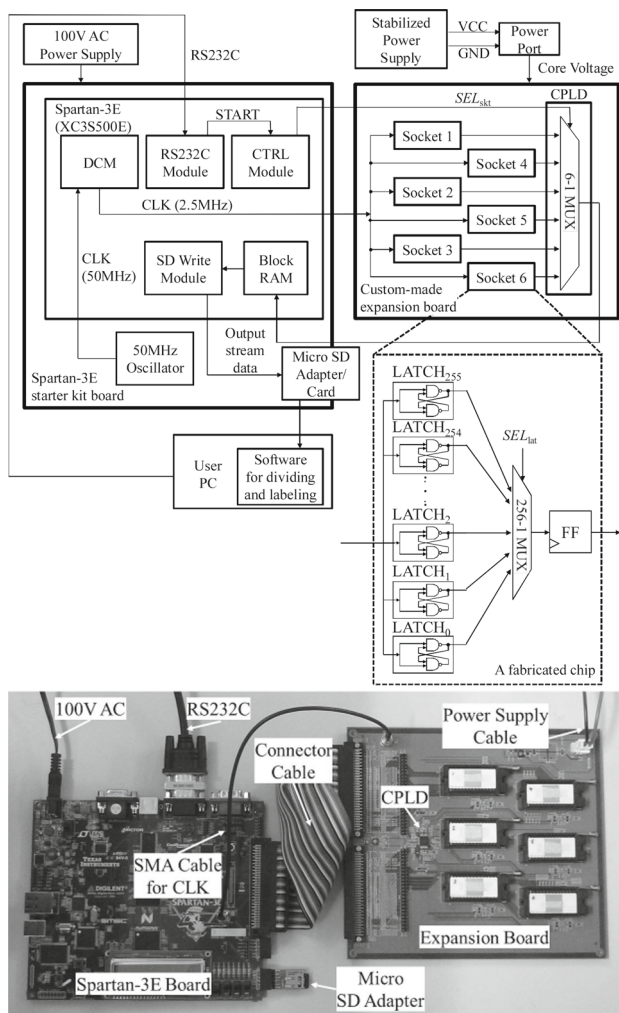 100V AC
Power Supply
RS232C
Stabilized
Power
Supply
VCC
GND
Power
Port
Core Voltage
Spartan-3E
(XC3S500E)
START
DCM
RS232C
Module
CTRL
Module
CLK (2.5MHz)
CLK
(50MHz)
SD Write
Module
Block
RAM
50MHz
Oscillator
Output
stream
data
Spartan-3E
starter kit board
Micro SD
Adapter/
Card
User
PC
Software
for dividing
and labeling
SELskt
CPLD
Socket 1
Socket 4
Socket 2
Socket 5
Socket 3
Socket 6
6-1 MUX
Custom-made
expansion board
LATCH255
LATCH254
LATCH2
LATCH1
LATCH0
SELlat
256-1 MUX
FF
A fabricated chip
100V AC
RS232C
Connector
Cable
Power Supply
Cable
CPLD
SMA Cable
for CLK
TEXAS
INSTRUMENTS
DIGILENT
SPARTAN-3E
Spartan-3E Board
Micro
SD Adapter
Expansion Board